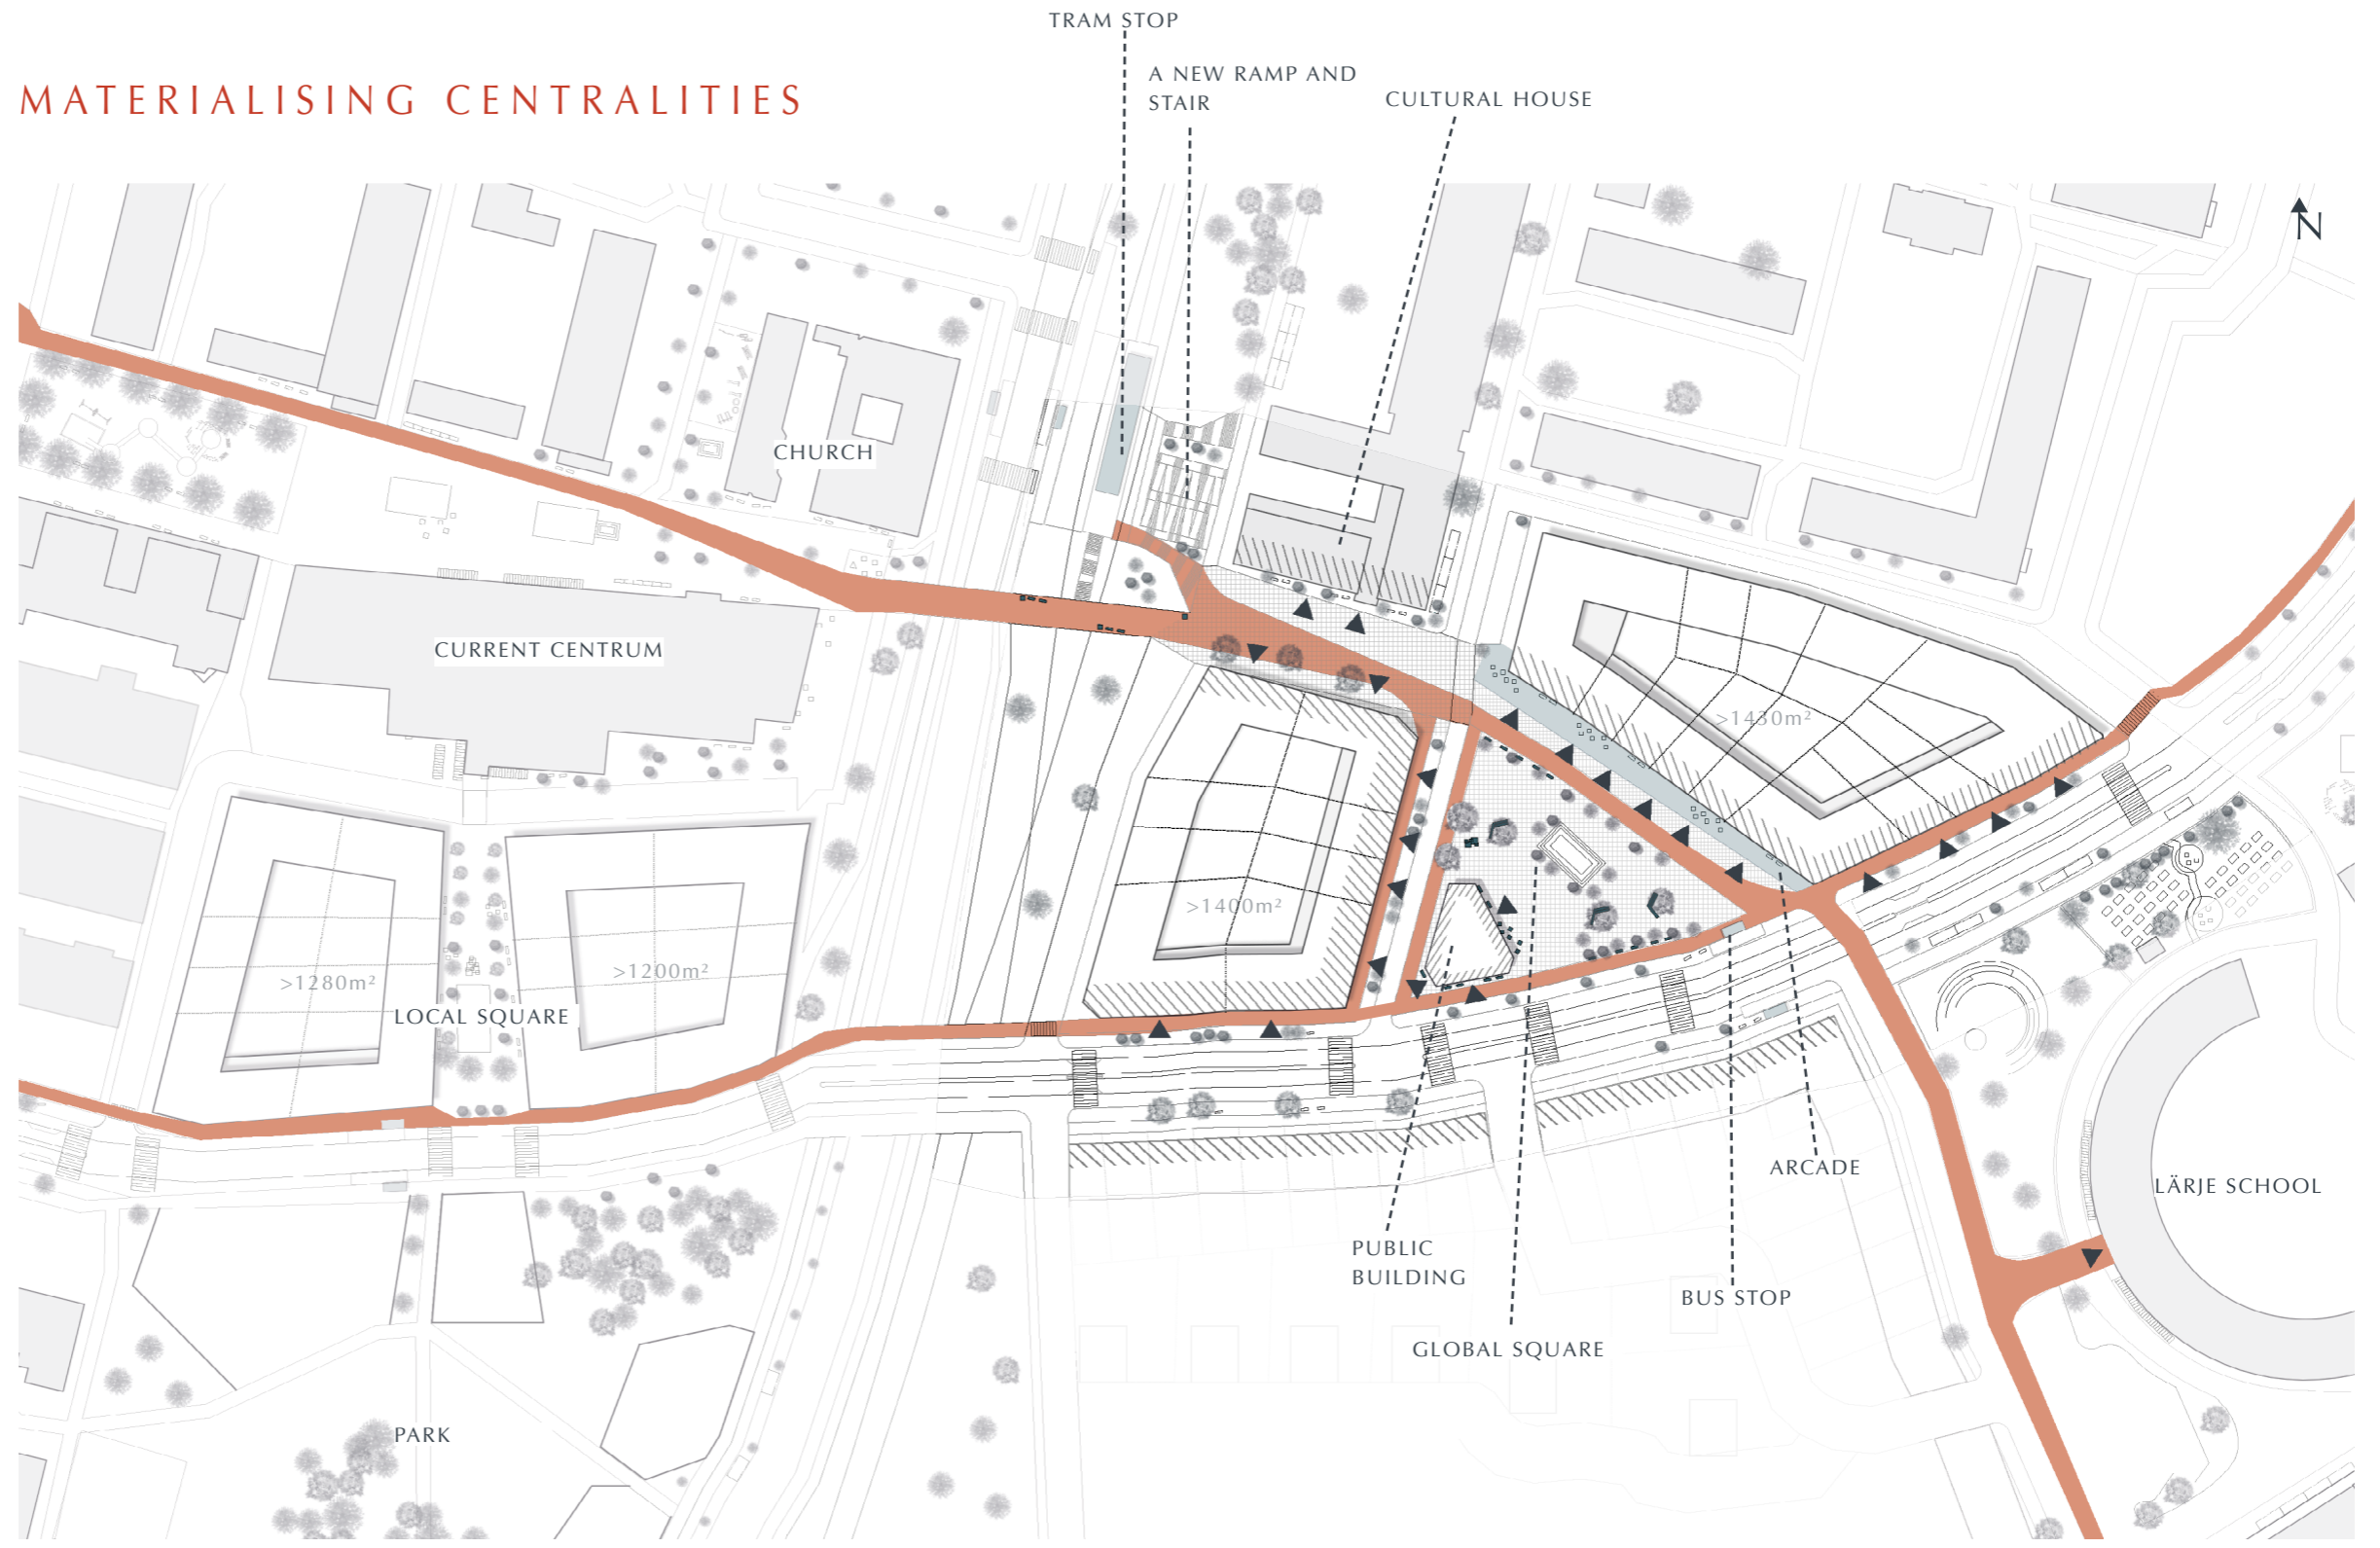 TRAM STOP
A NEW RAMP AND
STAIR
CULTURAL HOUSE
MATERIALISING CENTRALITIES
N
CHURCH
CURRENT CENTRUM
>1430m²
>1400m²
>1280m²
>1200m²
LOCAL SQUARE
ARCADE
LÄRJE SCHOOL
PUBLIC
BUILDING
BUS STOP
GLOBAL SQUARE
PARK